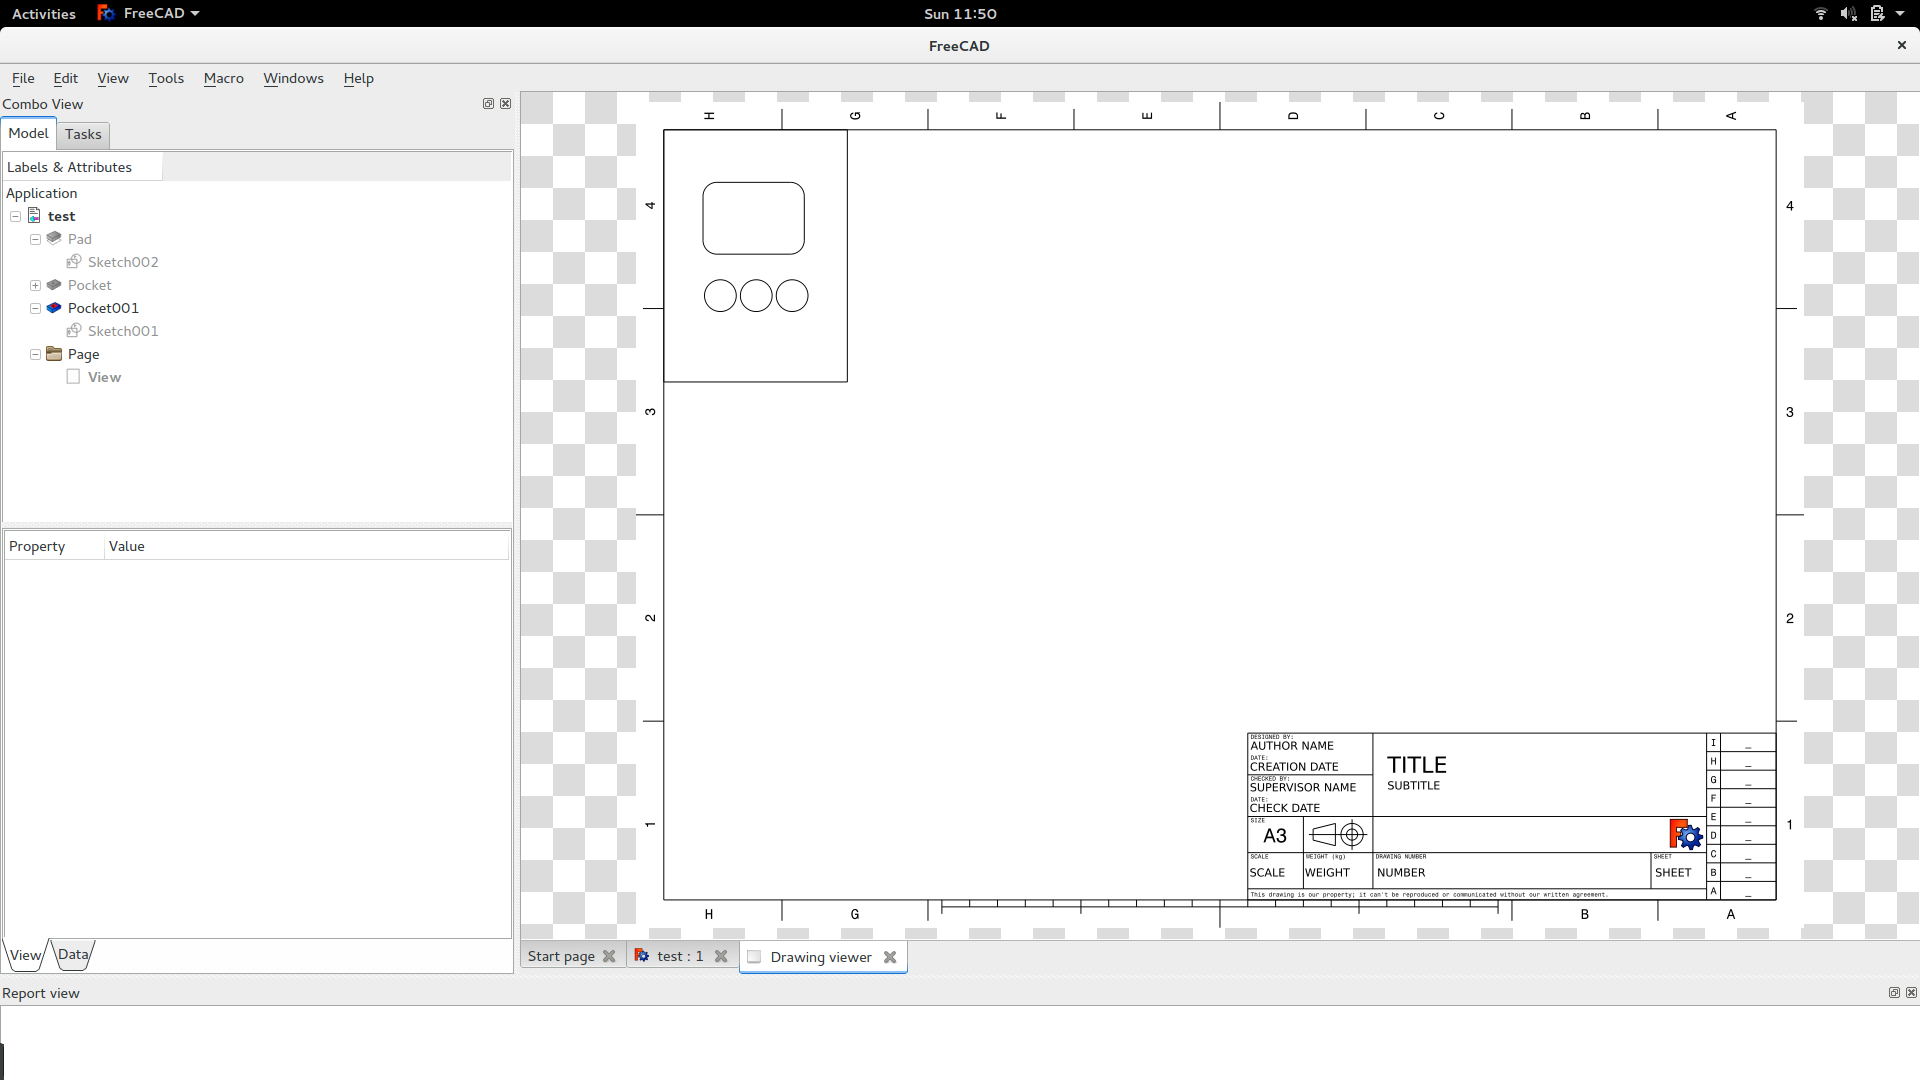 Activities FreeCAD Sun 11:50
FreeCAD
File Edit View Tools Macro Windows Help
Combo View
Model Tasks
Labels & Attributes
Application
test
Pad
Sketch002
Pocket
Pocket001
Sketch001
Page
View
Property Value
View Data
H G F E D C B A
4 4
3 3
2 2
1 1
DESIGNED BY:
AUTHOR NAME
DATE:
CREATION DATE
CHECKED BY:
SUPERVISOR NAME
DATE:
CHECK DATE
TITLE
SUBTITLE
SIZE
A3
SCALE WEIGHT (kg) DRAWING NUMBER SHEET
SCALE WEIGHT NUMBER SHEET
This drawing is our property; it can't be reproduced or communicated without our written agreement.
I _
H _
G _
F _
E _
D _
C _
B _
A _
H G B A
Start page test : 1 Drawing viewer
Report view